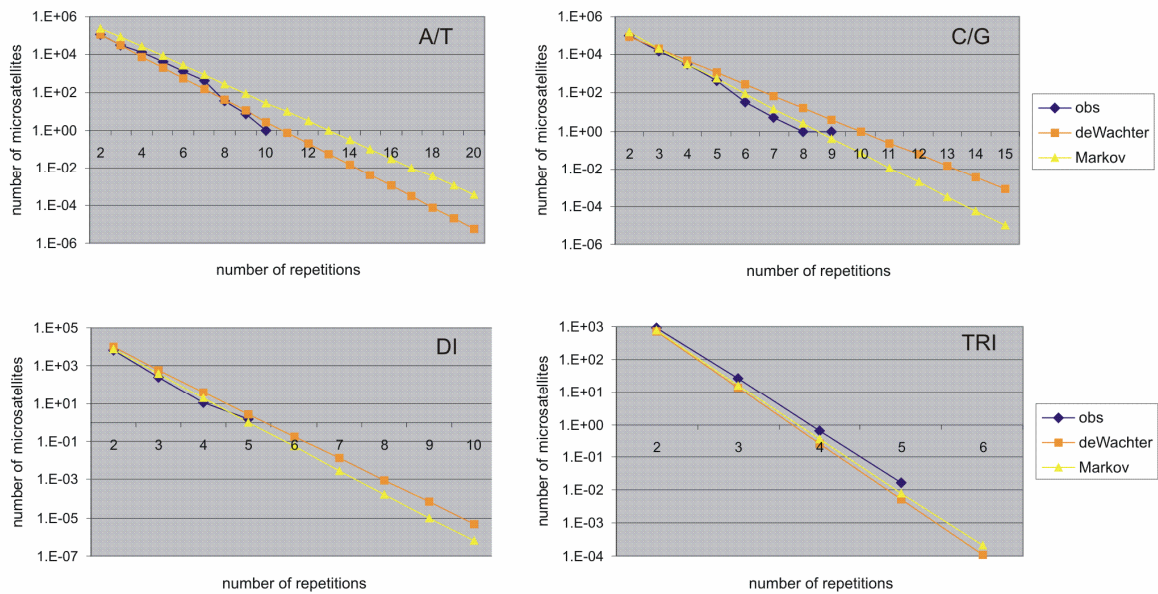 A/T
number of microsatellites
1.E+06
1.E+04
1.E+02
1.E+00
1.E-02
1.E-04
1.E-06
2 4 6 8 10 12 14 16 18 20
number of repetitions
C/G
number of microsatellites
1.E+06
1.E+04
1.E+02
1.E+00
1.E-02
1.E-04
1.E-06
2 3 4 5 6 7 8 9 10 11 12 13 14 15
number of repetitions
obs
deWachter
Markov
DI
number of microsatellites
1.E+05
1.E+03
1.E+01
1.E-01
1.E-03
1.E-05
1.E-07
2 3 4 5 6 7 8 9 10
number of repetitions
TRI
number of microsatellites
1.E+03
1.E+02
1.E+01
1.E+00
1.E-01
1.E-02
1.E-03
1.E-04
2 3 4 5 6
number of repetitions
obs
deWachter
Markov